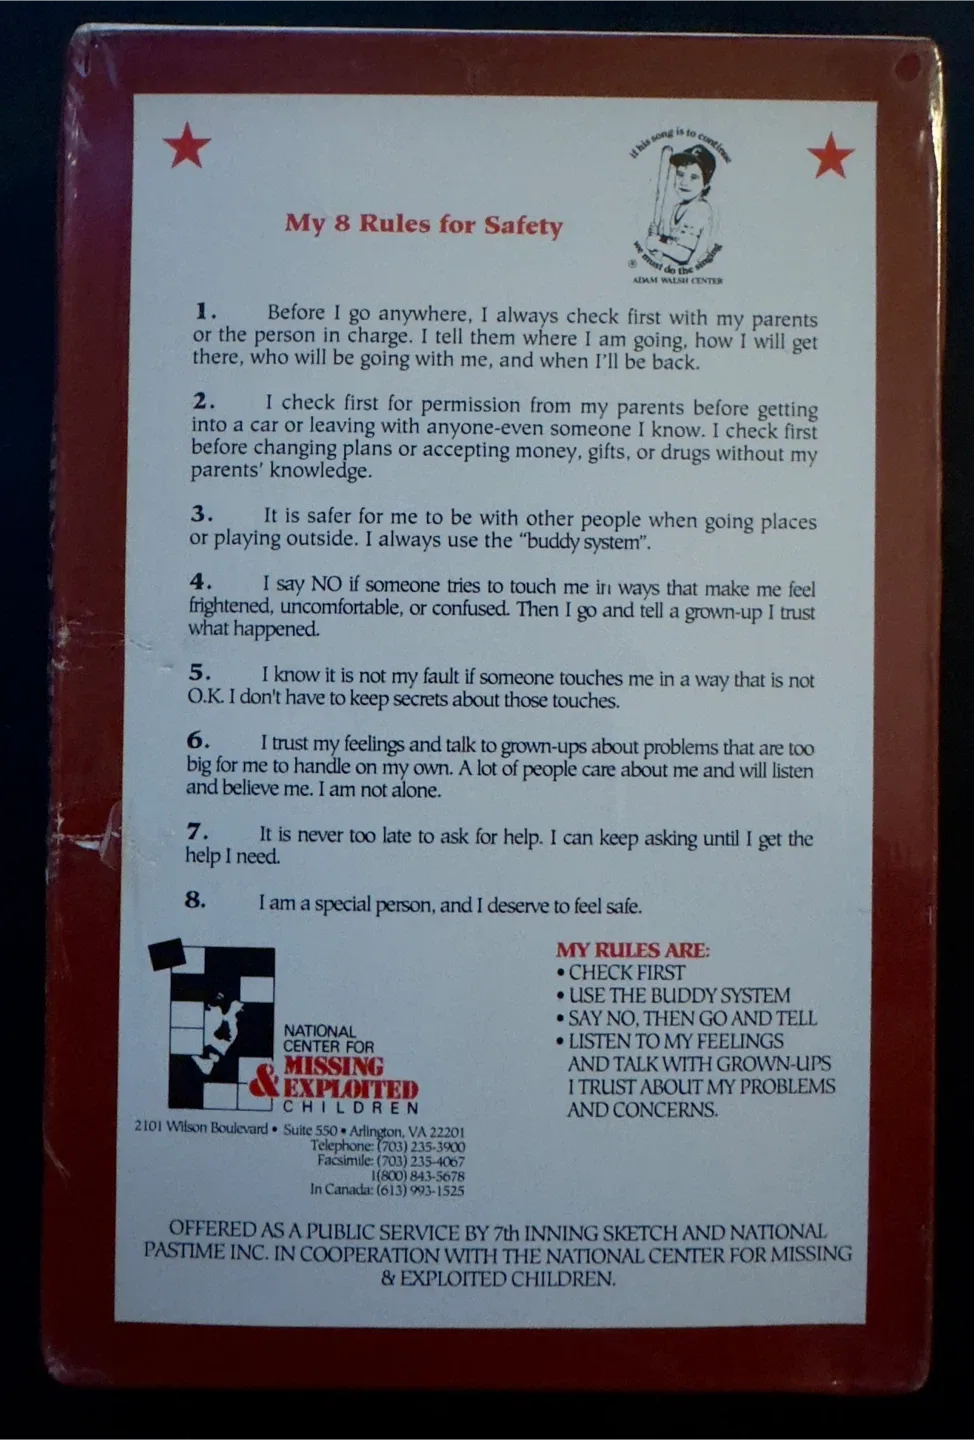 if his song is to continue
we must do the singing
®
ADAM WALSH CENTER
My 8 Rules for Safety
1. Before I go anywhere, I always check first with my parents
or the person in charge. I tell them where I am going, how I will get
there, who will be going with me, and when I'll be back.
2. I check first for permission from my parents before getting
into a car or leaving with anyone-even someone I know. I check first
before changing plans or accepting money, gifts, or drugs without my
parents' knowledge.
3. It is safer for me to be with other people when going places
or playing outside. I always use the "buddy system".
4. I say NO if someone tries to touch me in ways that make me feel
frightened, uncomfortable, or confused. Then I go and tell a grown-up I trust
what happened.
5. I know it is not my fault if someone touches me in a way that is not
O.K. I don't have to keep secrets about those touches.
6. I trust my feelings and talk to grown-ups about problems that are too
big for me to handle on my own. A lot of people care about me and will listen
and believe me. I am not alone.
7. It is never too late to ask for help. I can keep asking until I get the
help I need.
8. I am a special person, and I deserve to feel safe.
NATIONAL
CENTER FOR
MISSING
& EXPLOITED
CHILDREN
2101 Wilson Boulevard • Suite 550 • Arlington, VA 22201
Telephone: (703) 235-3900
Facsimile: (703) 235-4067
1(800) 843-5678
In Canada: (613) 993-1525
MY RULES ARE:
• CHECK FIRST
• USE THE BUDDY SYSTEM
• SAY NO, THEN GO AND TELL
• LISTEN TO MY FEELINGS
AND TALK WITH GROWN-UPS
I TRUST ABOUT MY PROBLEMS
AND CONCERNS.
OFFERED AS A PUBLIC SERVICE BY 7th INNING SKETCH AND NATIONAL
PASTIME INC. IN COOPERATION WITH THE NATIONAL CENTER FOR MISSING
& EXPLOITED CHILDREN.